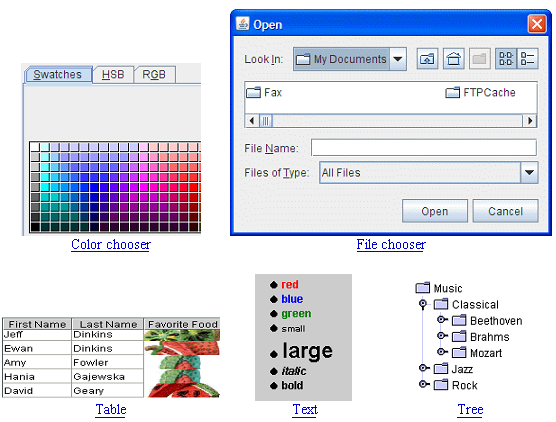 Swatches HSB RGB
Color chooser
Open
Look In: My Documents
Fax FTPCache
File Name:
Files of Type: All Files
Open Cancel
File chooser
First Name Last Name Favorite Food
Jeff Dinkins
Ewan Dinkins
Amy Fowler
Hania Gajewska
David Geary
Table
red
blue
green
small
large
italic
bold
Text
Music
Classical
Beethoven
Brahms
Mozart
Jazz
Rock
Tree